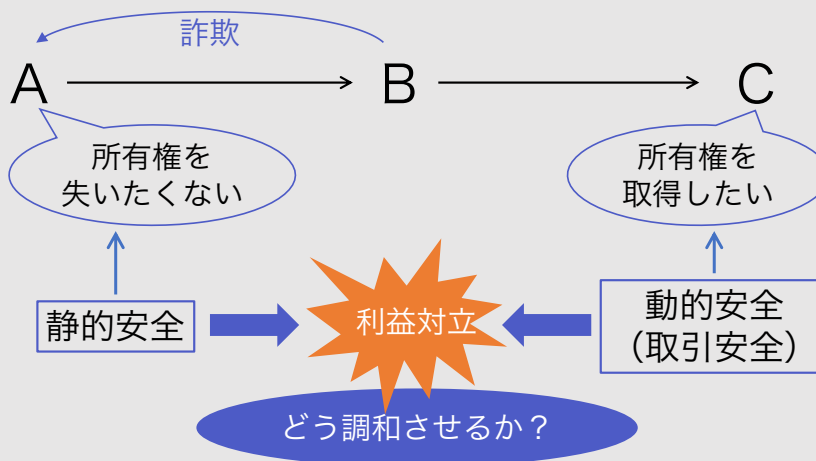 詐欺
A
B
C
所有権を
失いたくない
所有権を
取得したい
静的安全
利益対立
動的安全
（取引安全）
どう調和させるか？